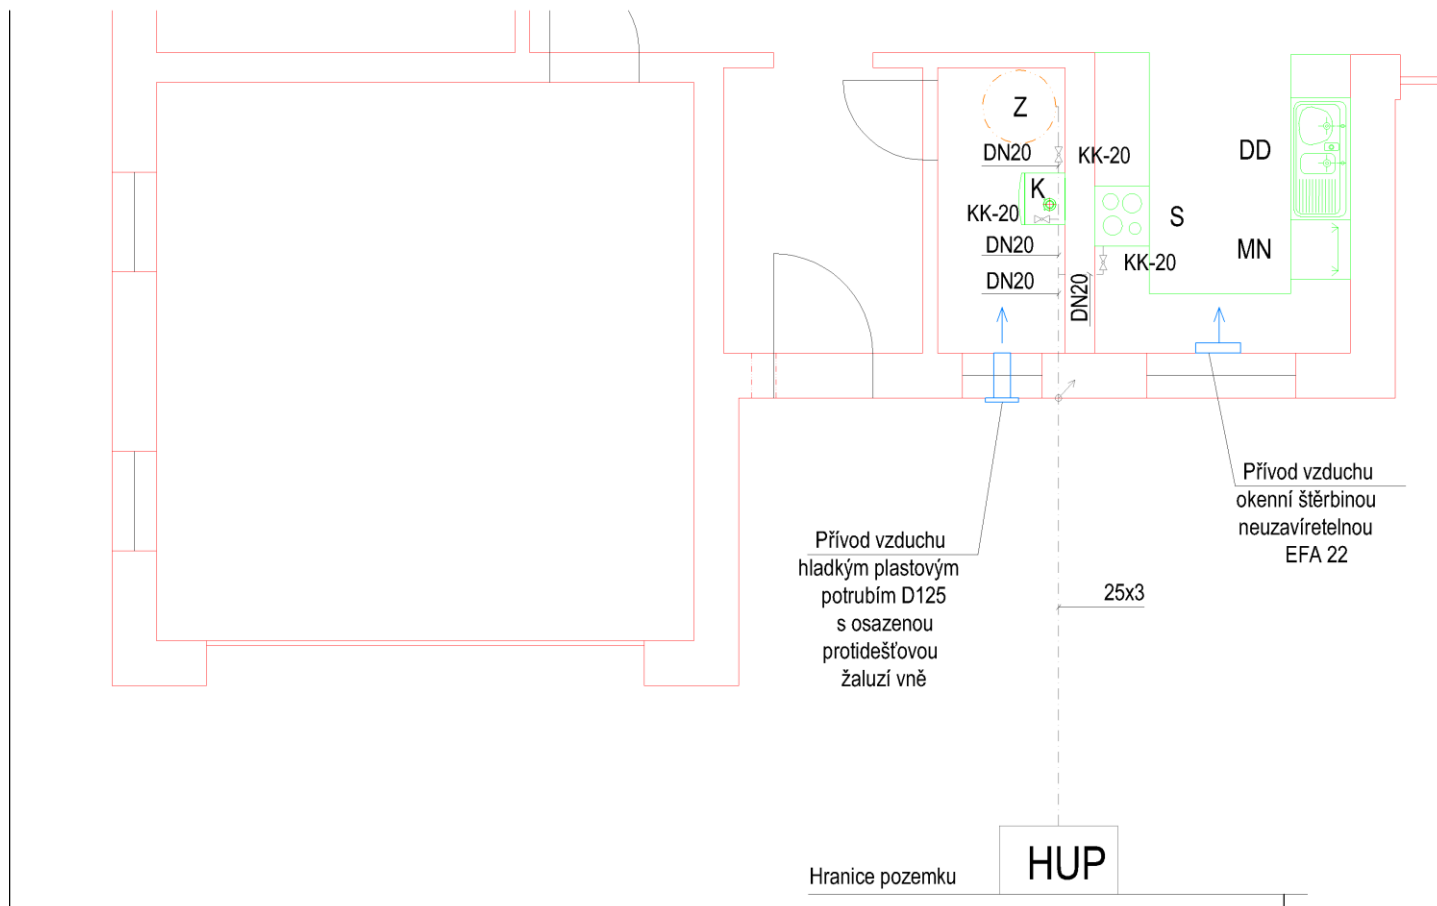 Z
DN20
KK-20
DD
K
KK-20
S
DN20
MN
KK-20
DN20
DN20
Přívod vzduchu
okenní štěrbinou
neuzavíretelnou
EFA 22
Přívod vzduchu
hladkým plastovým
potrubím D125
s osazenou
protidešťovou
žaluzí vně
25x3
HUP
Hranice pozemku